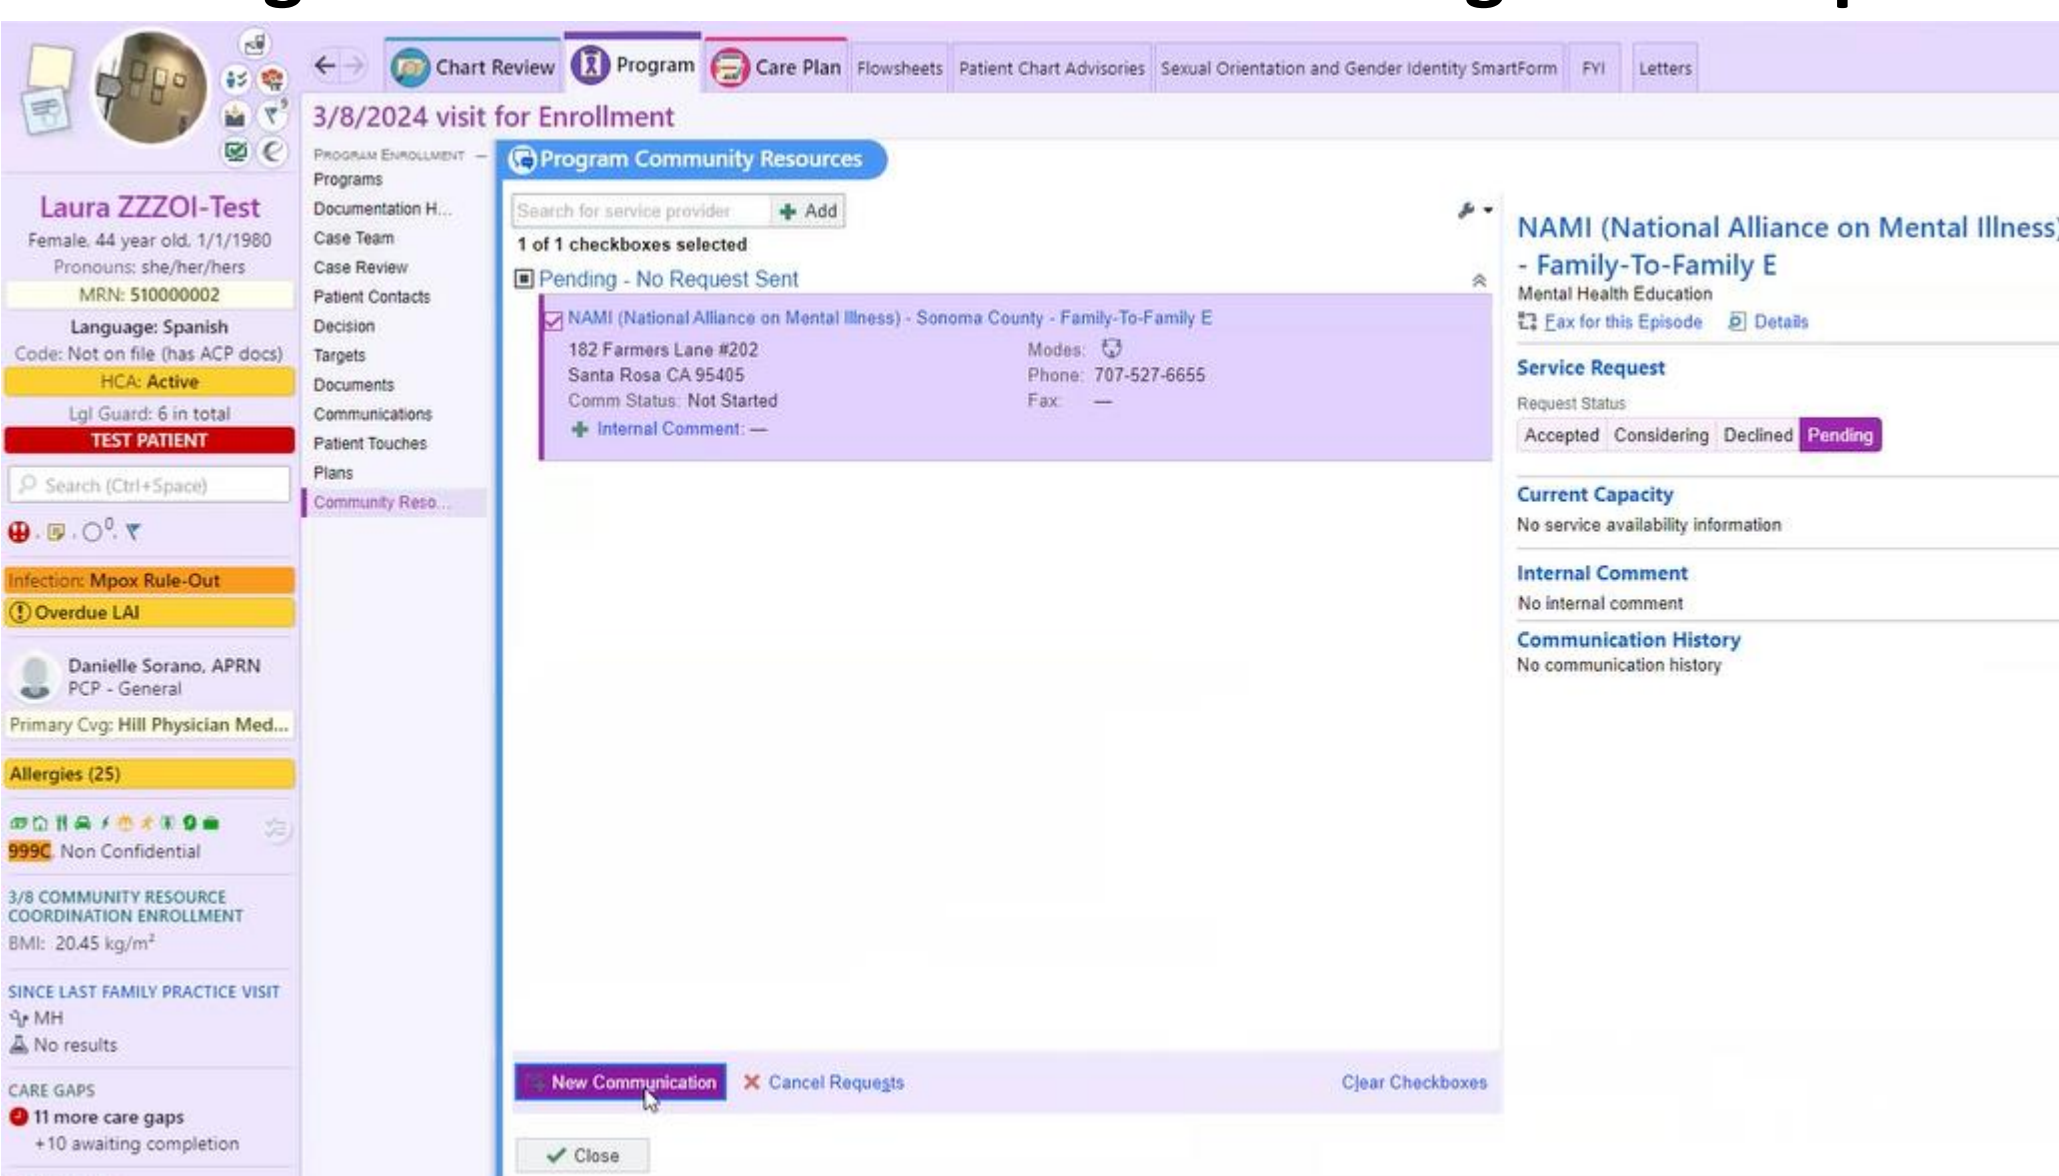 Chart Review
Program
Care Plan
Flowsheets
Patient Chart Advisories
Sexual Orientation and Gender Identity SmartForm
FYI
Letters
3/8/2024 visit for Enrollment
9
Laura ZZZOI-Test
Female, 44 year old, 1/1/1980
Pronouns: she/her/hers
MRN: 510000002
Language: Spanish
Code: Not on file (has ACP docs)
HCA: Active
Lgl Guard: 6 in total
TEST PATIENT
Search (Ctrl+Space)
0
Infection: Mpox Rule-Out
Overdue LAI
Danielle Sorano, APRN
PCP - General
Primary Cvg: Hill Physician Med...
Allergies (25)
999C, Non Confidential
3/8 COMMUNITY RESOURCE
COORDINATION ENROLLMENT
BMI: 20.45 kg/m²
SINCE LAST FAMILY PRACTICE VISIT
MH
No results
CARE GAPS
11 more care gaps
+10 awaiting completion
PROGRAM ENROLLMENT
Programs
Documentation H...
Case Team
Case Review
Patient Contacts
Decision
Targets
Documents
Communications
Patient Touches
Plans
Community Reso...
Program Community Resources
Search for service provider
Add
1 of 1 checkboxes selected
Pending - No Request Sent
NAMI (National Alliance on Mental Illness) - Sonoma County - Family-To-Family E
182 Farmers Lane #202
Santa Rosa CA 95405
Comm Status: Not Started
Internal Comment: —
Modes:
Phone: 707-527-6655
Fax: —
New Communication
Cancel Requests
Clear Checkboxes
Close
NAMI (National Alliance on Mental Illness)
- Family-To-Family E
Mental Health Education
Fax for this Episode
Details
Service Request
Request Status
Accepted
Considering
Declined
Pending
Current Capacity
No service availability information
Internal Comment
No internal comment
Communication History
No communication history